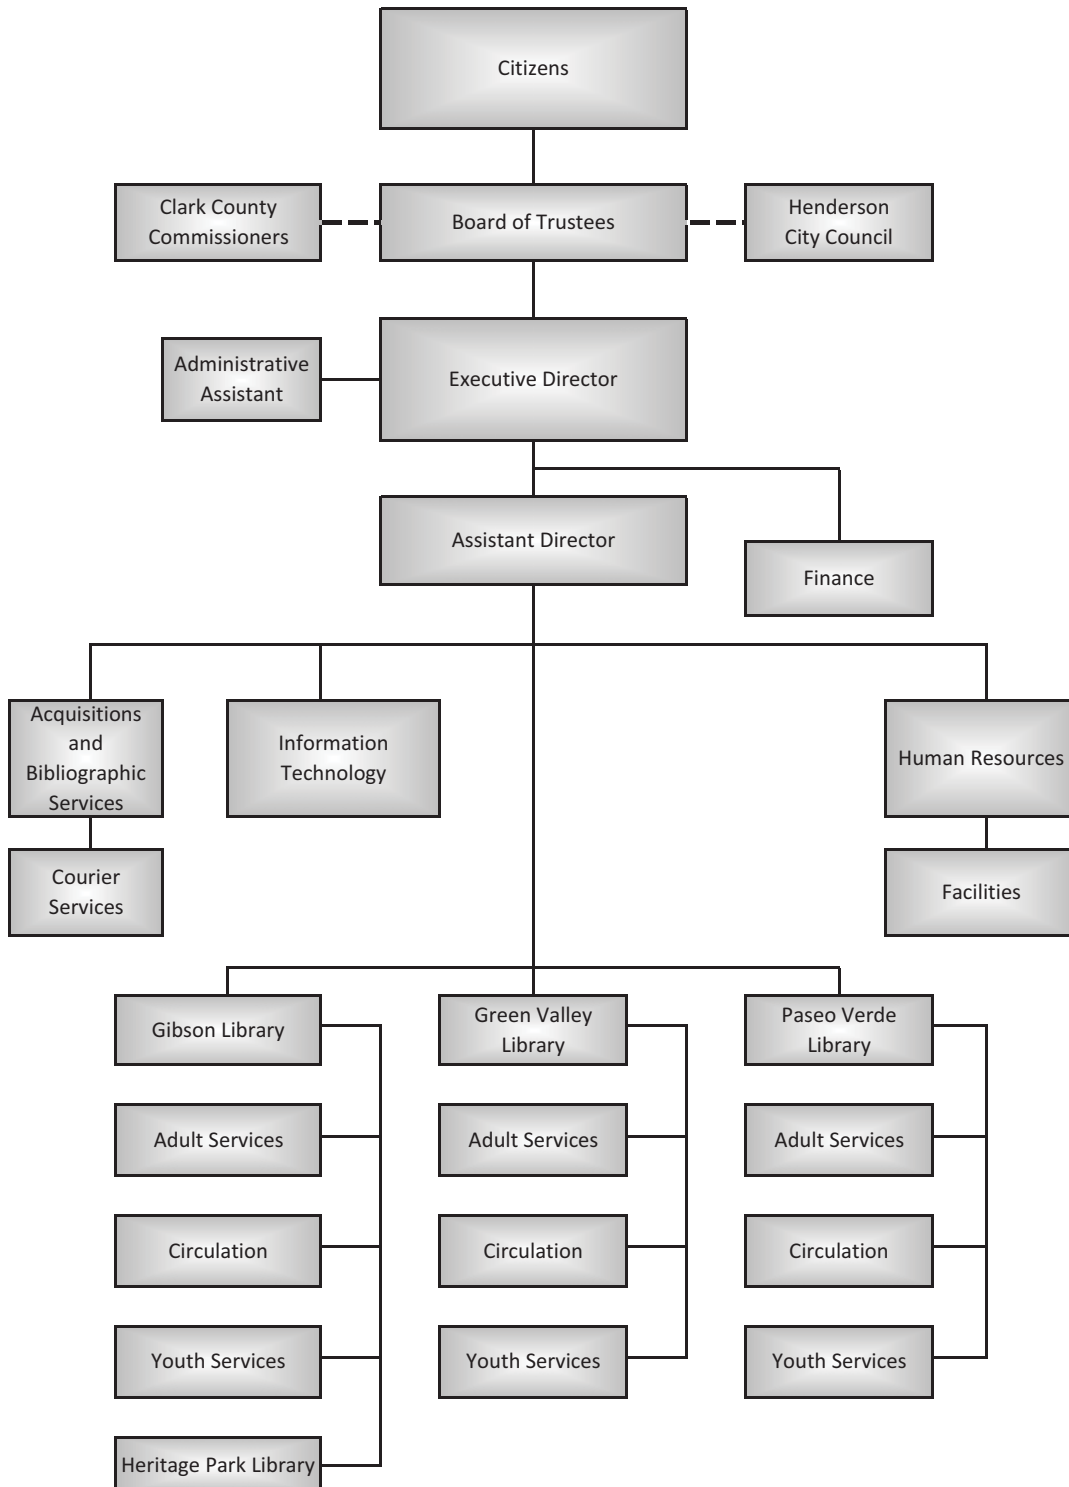 Citizens
Clark County
Commissioners
Board of Trustees
Henderson
City Council
Administrative
Assistant
Executive Director
Assistant Director
Finance
Acquisitions
and
Bibliographic
Services
Information
Technology
Human Resources
Courier
Services
Facilities
Gibson Library
Green Valley
Library
Paseo Verde
Library
Adult Services
Adult Services
Adult Services
Circulation
Circulation
Circulation
Youth Services
Youth Services
Youth Services
Heritage Park Library